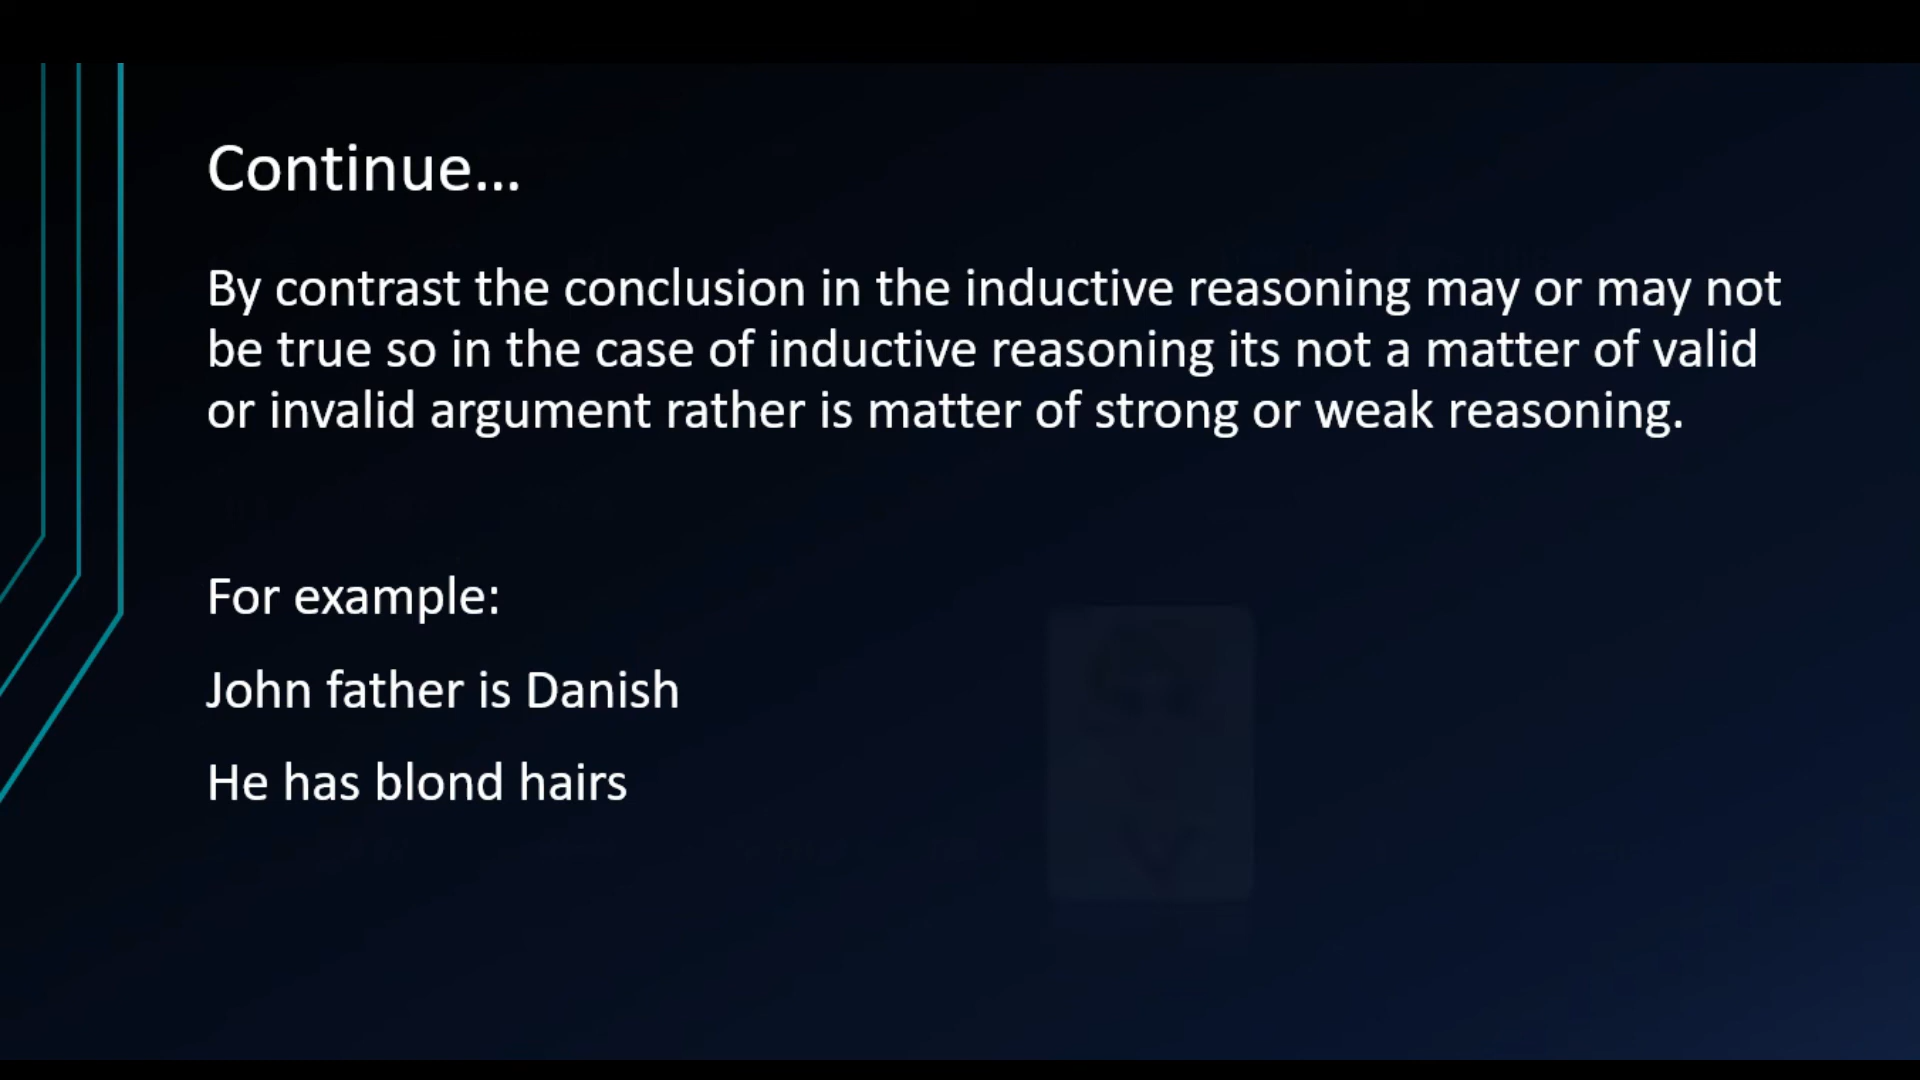 Continue...
By contrast the conclusion in the inductive reasoning may or may not
be true so in the case of inductive reasoning its not a matter of valid
or invalid argument rather is matter of strong or weak reasoning.
For example:
John father is Danish
He has blond hairs